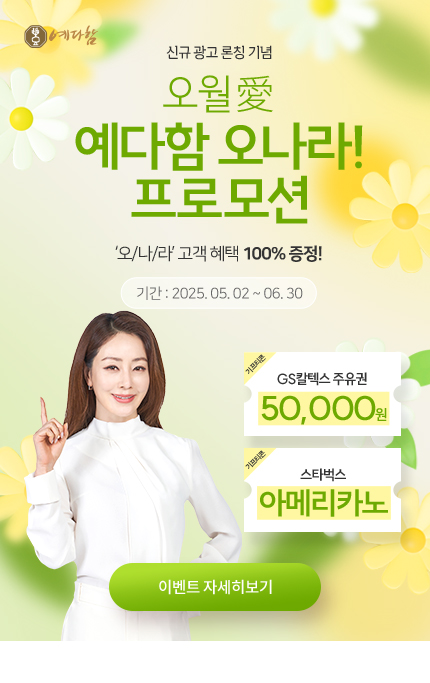 예다함
신규 광고 론칭 기념
오월愛
예다함 오나라!
프로모션
‘오/나/라’ 고객 혜택 100% 증정!
기간 : 2025. 05. 02 ~ 06. 30
기프티콘
GS칼텍스 주유권
50,000원
기프티콘
스타벅스
아메리카노
이벤트 자세히보기